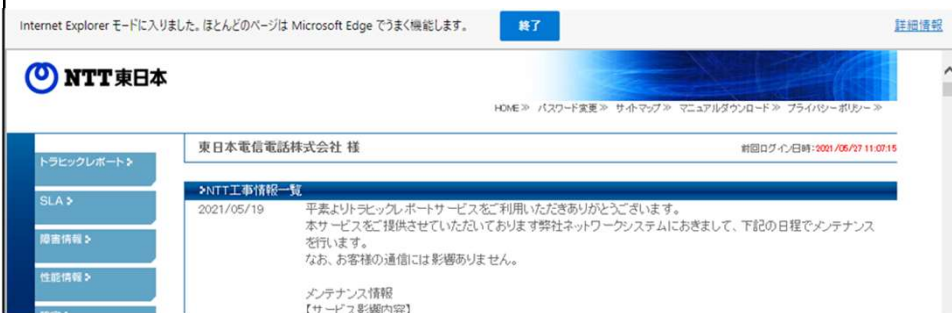 Internet Explorer モードに入りました。ほとんどのページは Microsoft Edge でうまく機能します。 終了 詳細情報
NTT東日本
HOME≫ パスワード変更≫ サイトマップ≫ マニュアルダウンロード≫ プライバシーポリシー≫
東日本電信電話株式会社 様 前回ログイン日時:2021/05/27 11:07:15
トラヒックレポート
NTT工事情報一覧
SLA
2021/05/19 平素よりトラヒックレポートサービスをご利用いただきありがとうございます。
本サービスをご提供させていただいております弊社ネットワークシステムにおきまして、下記の日程でメンテナンス
障害情報
を行います。
なお、お客様の通信には影響ありません。
性能情報
メンテナンス情報
【サービス影響内容】